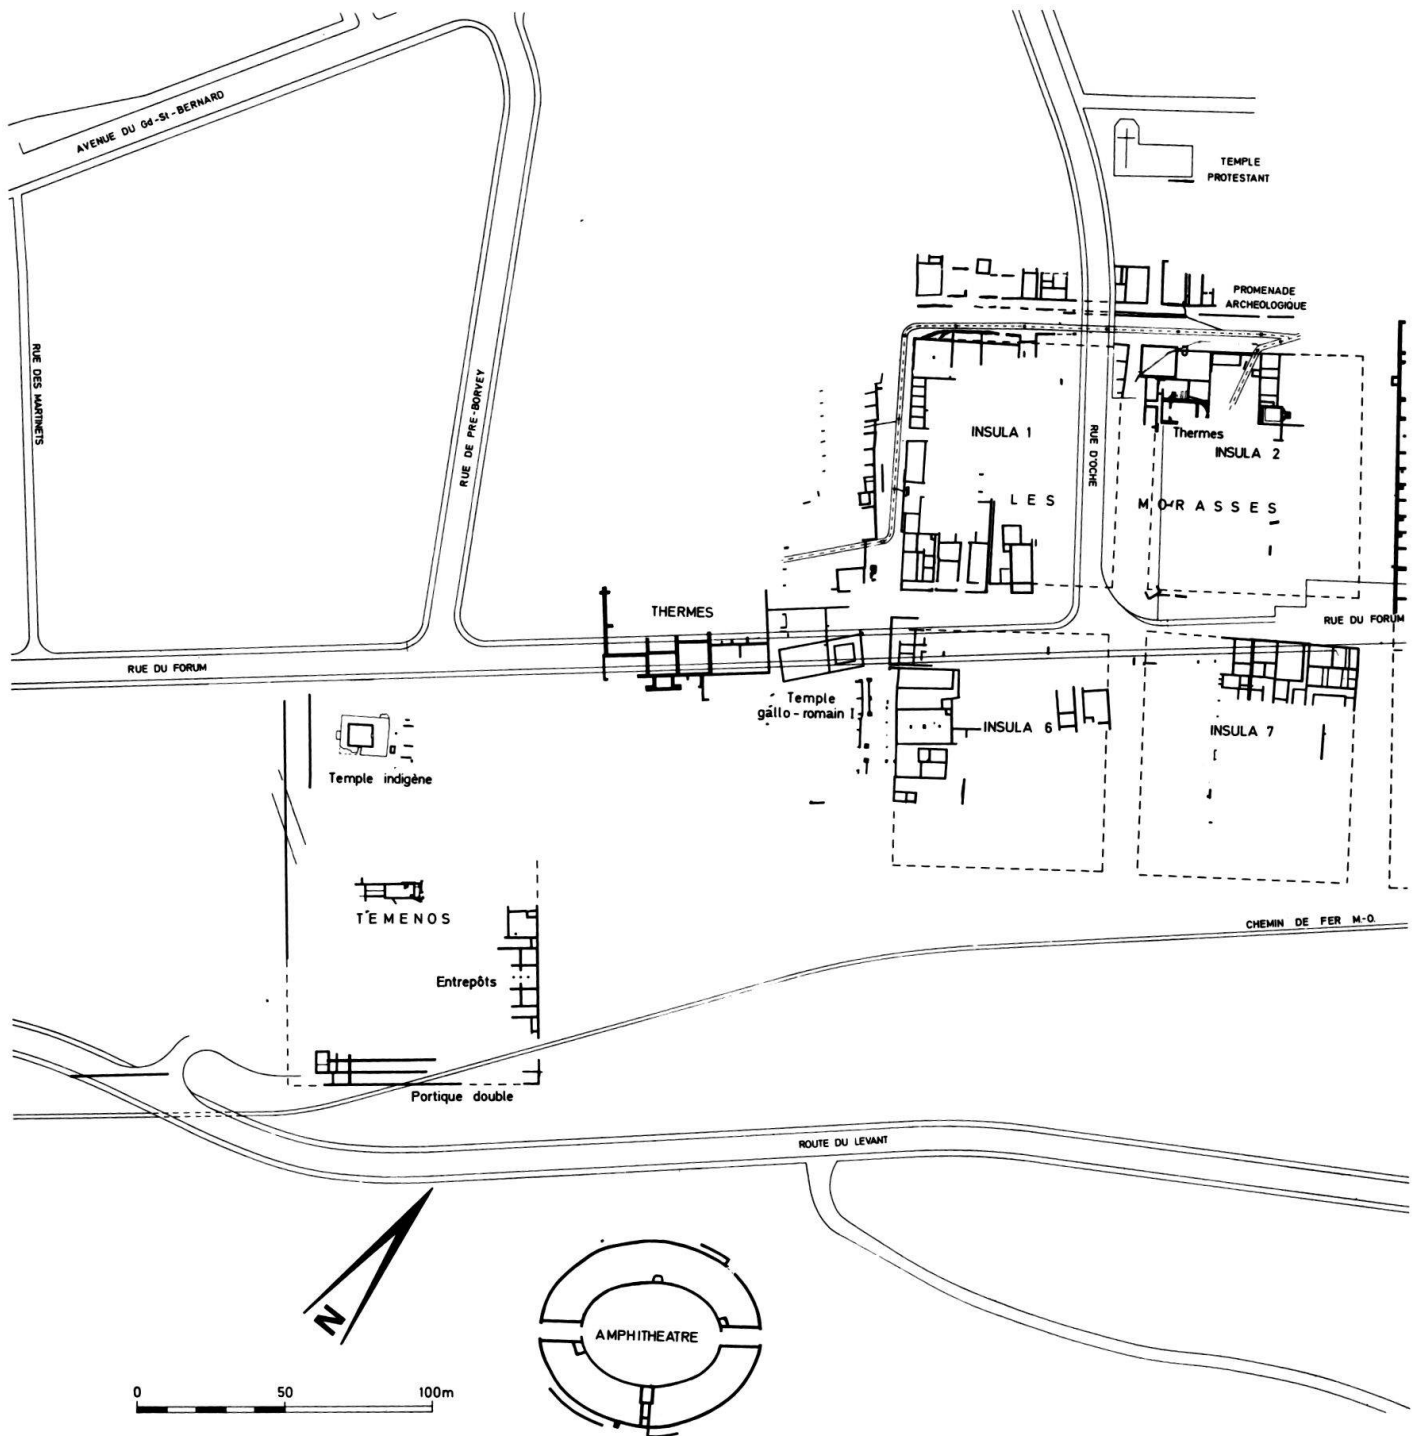 AVENUE DU Gd-St-BERNARD
TEMPLE
PROTESTANT
PROMENADE
ARCHEOLOGIQUE
RUE DES MARTINETS
RUE DE PRE-BORVEY
INSULA 1
RUE D'OCHE
Thermes
INSULA 2
LES MORASSES
THERMES
RUE DU FORUM
RUE DU FORUM
Temple
gallo-romain I
INSULA 6
INSULA 7
Temple indigène
TEMENOS
CHEMIN DE FER M-O.
Entrepôts
Portique double
ROUTE DU LEVANT
N
AMPHITHEATRE
0 50 100m